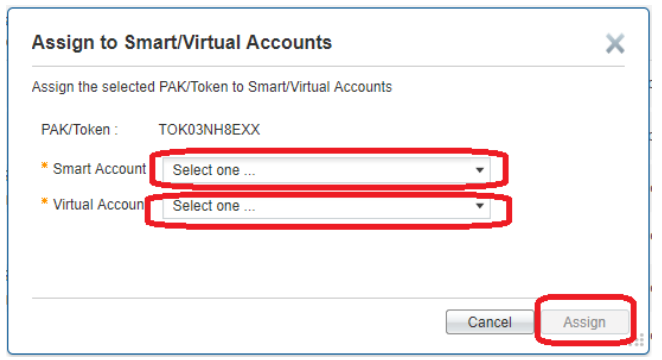 Assign to Smart/Virtual Accounts
Assign the selected PAK/Token to Smart/Virtual Accounts
PAK/Token : TOK03NH8EXX
* Smart Account Select one ...
* Virtual Accoun Select one ...
Cancel Assign